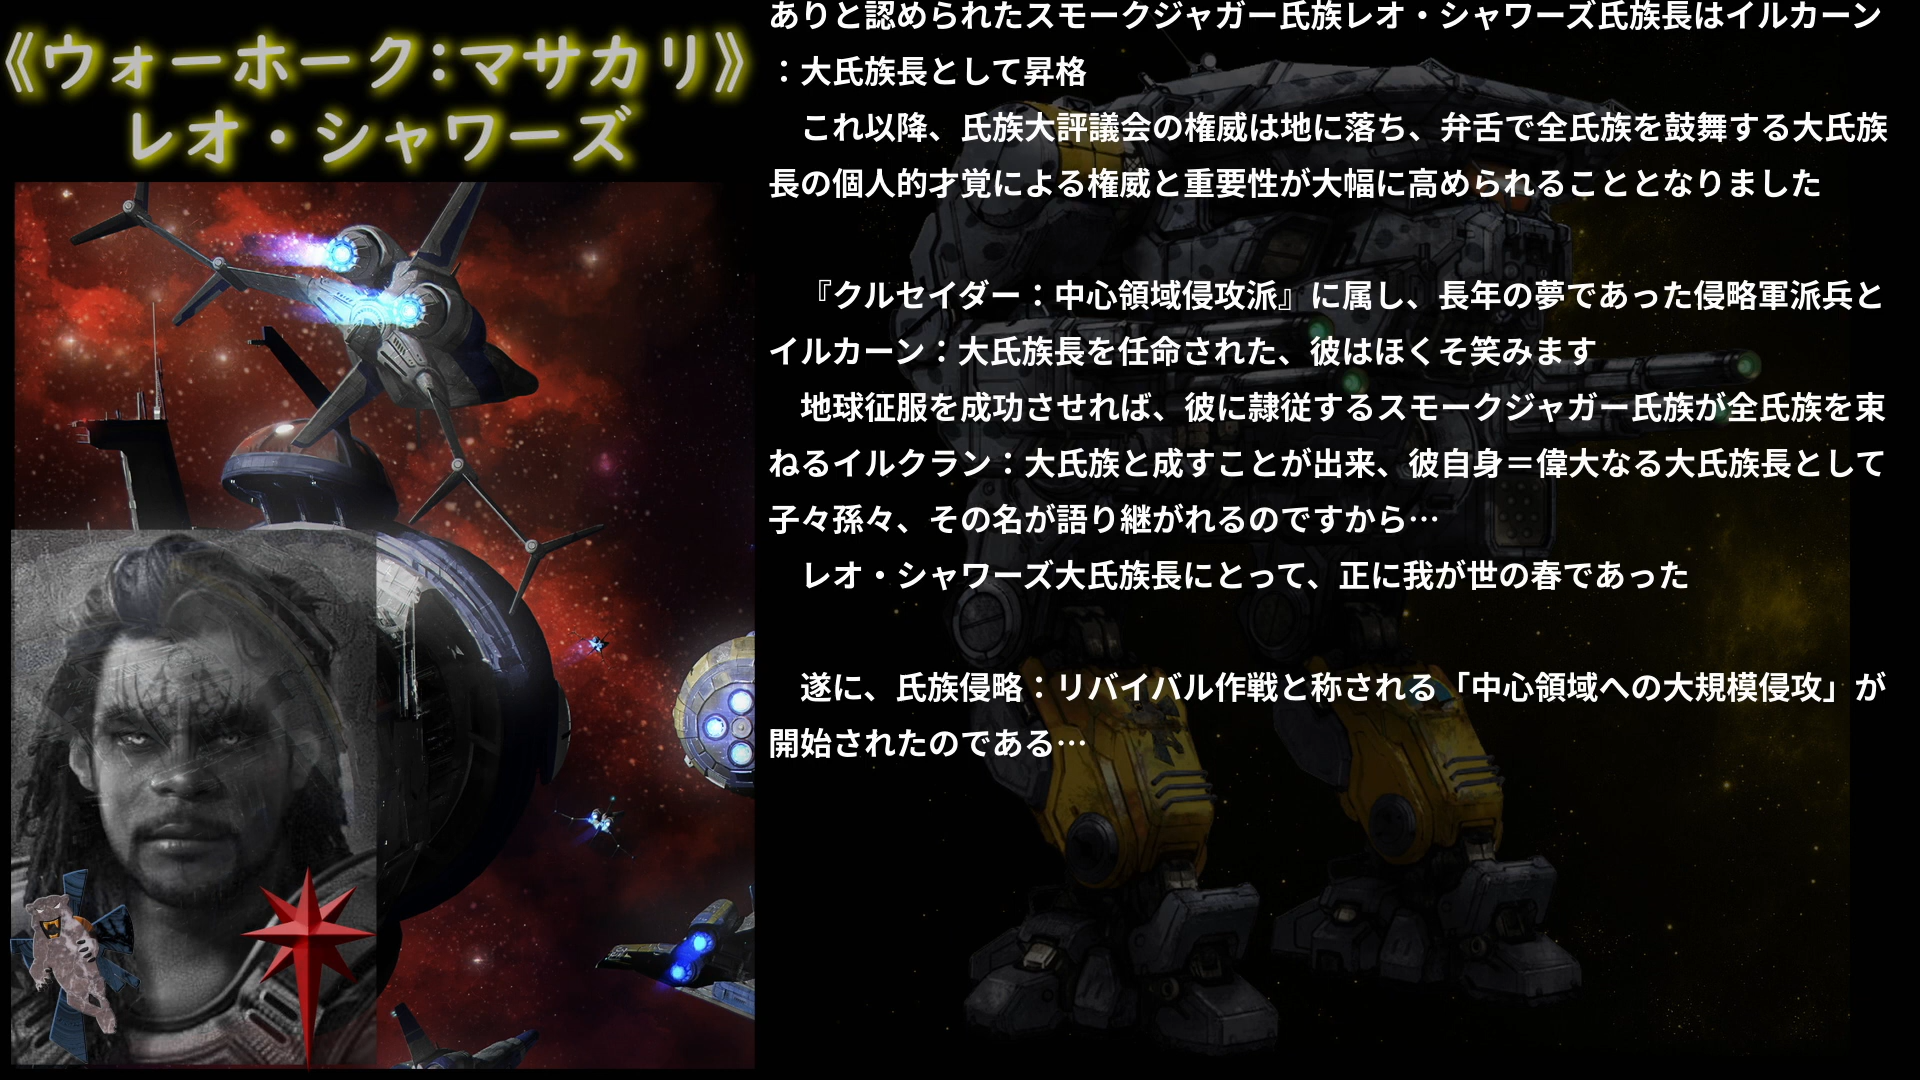 《ウォーホーク:マサカリ》
レオ・シャワーズ
ありと認められたスモークジャガー氏族レオ・シャワーズ氏族長はイルカーン
：大氏族長として昇格
　これ以降、氏族大評議会の権威は地に落ち、弁舌で全氏族を鼓舞する大氏族
長の個人的才覚による権威と重要性が大幅に高められることとなりました
　『クルセイダー：中心領域侵攻派』に属し、長年の夢であった侵略軍派兵と
イルカーン：大氏族長を任命された、彼はほくそ笑みます
　地球征服を成功させれば、彼に隷従するスモークジャガー氏族が全氏族を束
ねるイルクラン：大氏族と成すことが出来、彼自身＝偉大なる大氏族長として
子々孫々、その名が語り継がれるのですから…
　レオ・シャワーズ大氏族長にとって、正に我が世の春であった
　遂に、氏族侵略：リバイバル作戦と称される「中心領域への大規模侵攻」が
開始されたのである…